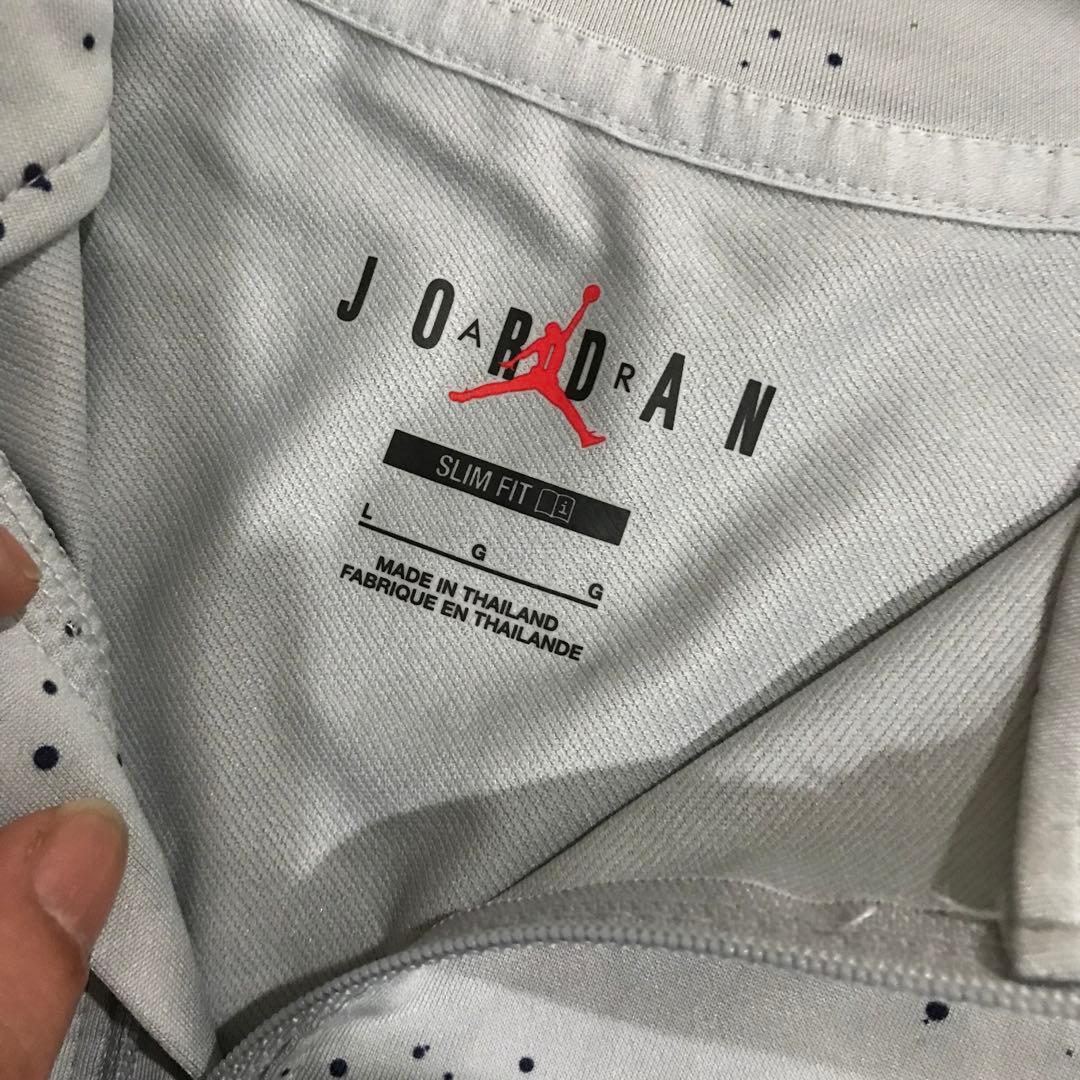 JORDAN
AIR
SLIM FIT
L G G
MADE IN THAILAND
FABRIQUE EN THAILANDE